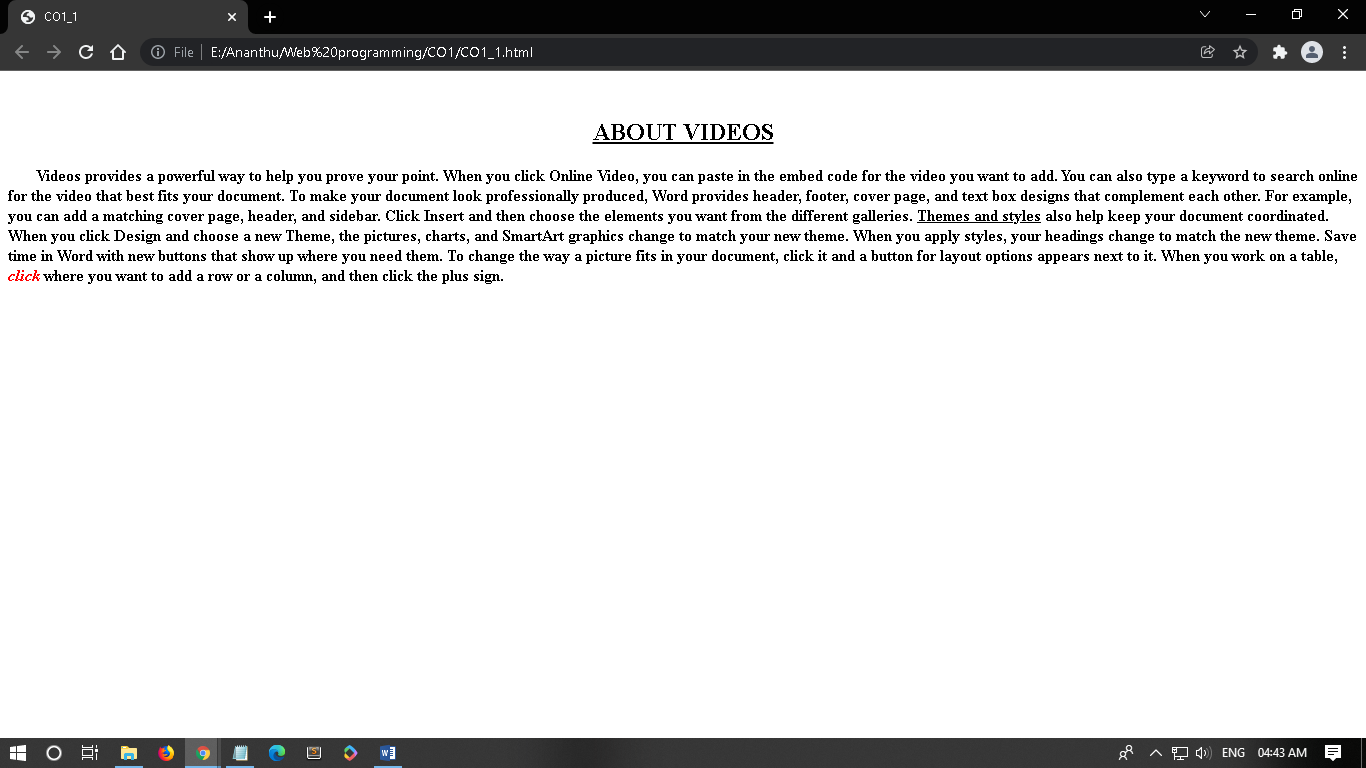 CO1_1
File E:/Ananthu/Web%20programming/CO1/CO1_1.html
ABOUT VIDEOS
Videos provides a powerful way to help you prove your point. When you click Online Video, you can paste in the embed code for the video you want to add. You can also type a keyword to search online
for the video that best fits your document. To make your document look professionally produced, Word provides header, footer, cover page, and text box designs that complement each other. For example,
you can add a matching cover page, header, and sidebar. Click Insert and then choose the elements you want from the different galleries. Themes and styles also help keep your document coordinated.
When you click Design and choose a new Theme, the pictures, charts, and SmartArt graphics change to match your new theme. When you apply styles, your headings change to match the new theme. Save
time in Word with new buttons that show up where you need them. To change the way a picture fits in your document, click it and a button for layout options appears next to it. When you work on a table,
click where you want to add a row or a column, and then click the plus sign.
ENG 04:43 AM